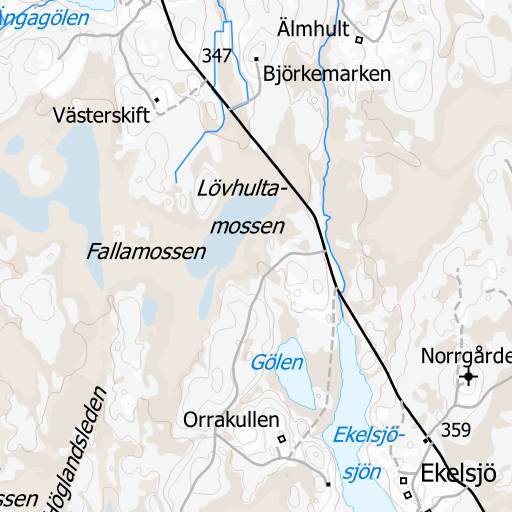 Ängagölen
Älmhult
347
Björkemarken
Västerskift
Lövhulta-
mossen
Fallamossen
Gölen
Norrgårde
Höglandsleden
Orrakullen
Ekelsjö-
sjön
359
Ekelsjö
ssen